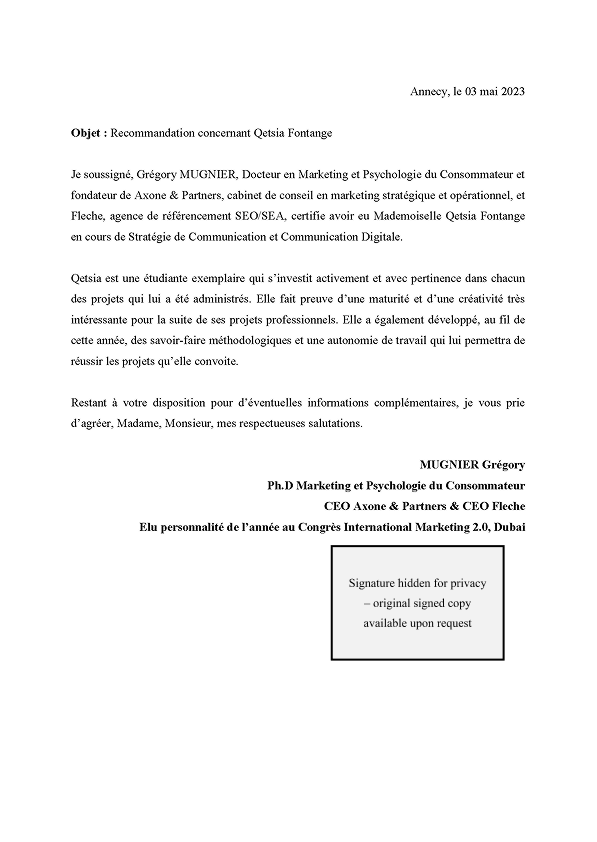 Annecy, le 03 mai 2023
Objet : Recommandation concernant Qetsia Fontange
Je soussigné, Grégory MUGNIER, Docteur en Marketing et Psychologie du Consommateur et
fondateur de Axone & Partners, cabinet de conseil en marketing stratégique et opérationnel, et
Fleche, agence de référencement SEO/SEA, certifie avoir eu Mademoiselle Qetsia Fontange
en cours de Stratégie de Communication et Communication Digitale.
Qetsia est une étudiante exemplaire qui s’investit activement et avec pertinence dans chacun
des projets qui lui a été administrés. Elle fait preuve d’une maturité et d’une créativité très
intéressante pour la suite de ses projets professionnels. Elle a également développé, au fil de
cette année, des savoir-faire méthodologiques et une autonomie de travail qui lui permettra de
réussir les projets qu’elle convoite.
Restant à votre disposition pour d’éventuelles informations complémentaires, je vous prie
d’agréer, Madame, Monsieur, mes respectueuses salutations.
MUGNIER Grégory
Ph.D Marketing et Psychologie du Consommateur
CEO Axone & Partners & CEO Fleche
Elu personnalité de l’année au Congrès International Marketing 2.0, Dubai
Signature hidden for privacy
– original signed copy
available upon request